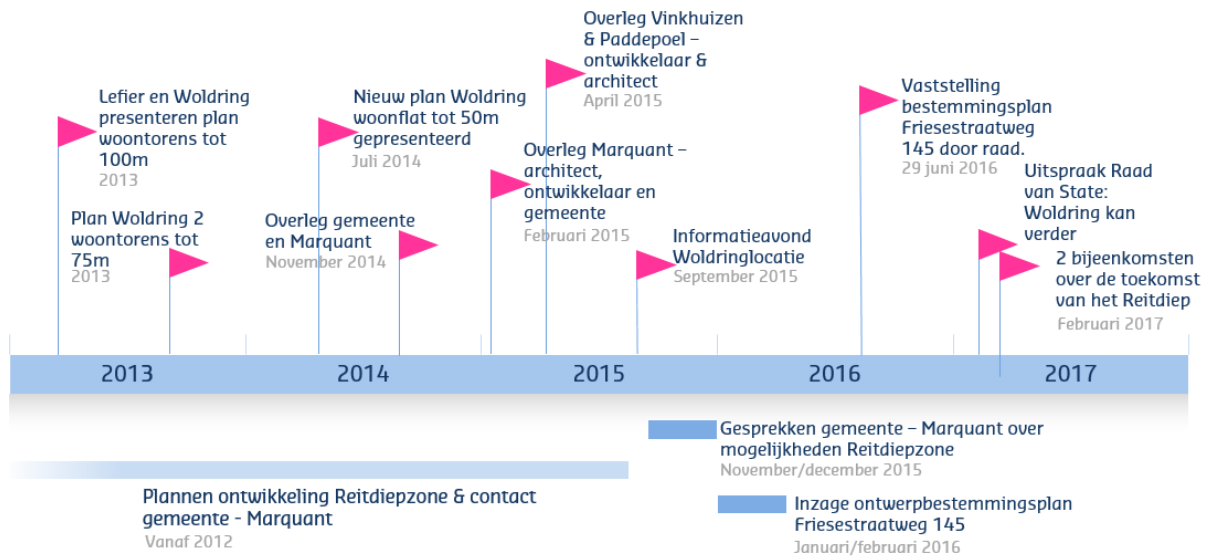 Lefier en Woldring
presenteren plan
woontorens tot
100m
2013
Plan Woldring 2
woontorens tot
75m
2013
Nieuw plan Woldring
woonflat tot 50m
gepresenteerd
Juli 2014
Overleg gemeente
en Marquant
November 2014
Overleg Vinkhuizen
& Paddepoel –
ontwikkelaar &
architect
April 2015
Overleg Marquant –
architect,
ontwikkelaar en
gemeente
Februari 2015
Informatieavond
Woldringlocatie
September 2015
Vaststelling
bestemmingsplan
Friesestraatweg
145 door raad.
29 juni 2016
Uitspraak Raad
van State:
Woldring kan
verder
2 bijeenkomsten
over de toekomst
van het Reitdiep
Februari 2017
2013
2014
2015
2016
2017
Gesprekken gemeente – Marquant over
mogelijkheden Reitdiepzone
November/december 2015
Plannen ontwikkeling Reitdiepzone & contact
gemeente - Marquant
Vanaf 2012
Inzage ontwerpbestemmingsplan
Friesestraatweg 145
Januari/februari 2016